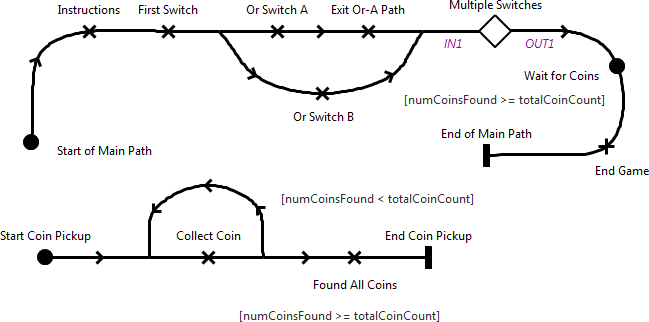 Instructions
First Switch
Or Switch A
Exit Or-A Path
Multiple Switches
IN1
OUT1
Wait for Coins
[numCoinsFound >= totalCoinCount]
Or Switch B
End of Main Path
Start of Main Path
End Game
[numCoinsFound < totalCoinCount]
Start Coin Pickup
Collect Coin
End Coin Pickup
Found All Coins
[numCoinsFound >= totalCoinCount]